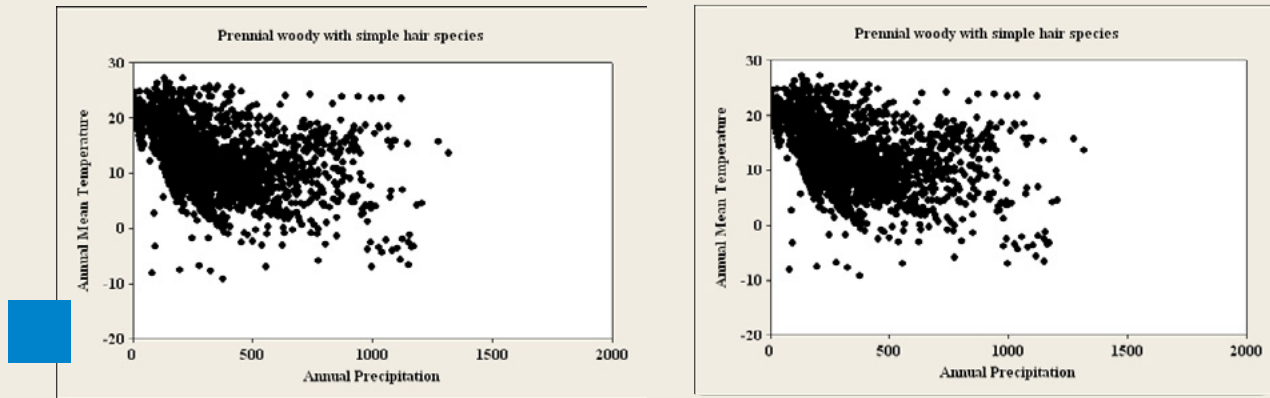 Prennial woody with simple hair species
30
20
10
0
-10
-20
0 500 1000 1500 2000
Annual Mean Temperature
Annual Precipitation
Prennial woody with simple hair species
30
20
10
0
-10
-20
0 500 1000 1500 2000
Annual Mean Temperature
Annual Precipitation